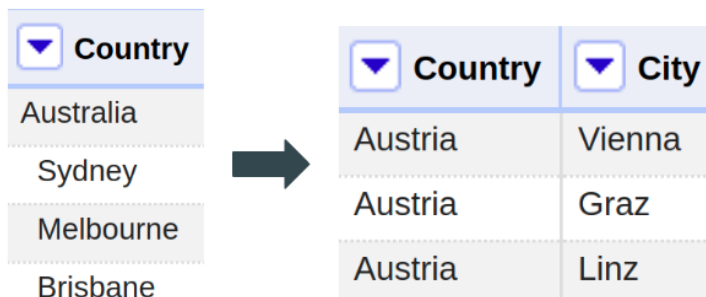 Country
Australia
Sydney
Melbourne
Brisbane
Country City
Austria Vienna
Austria Graz
Austria Linz